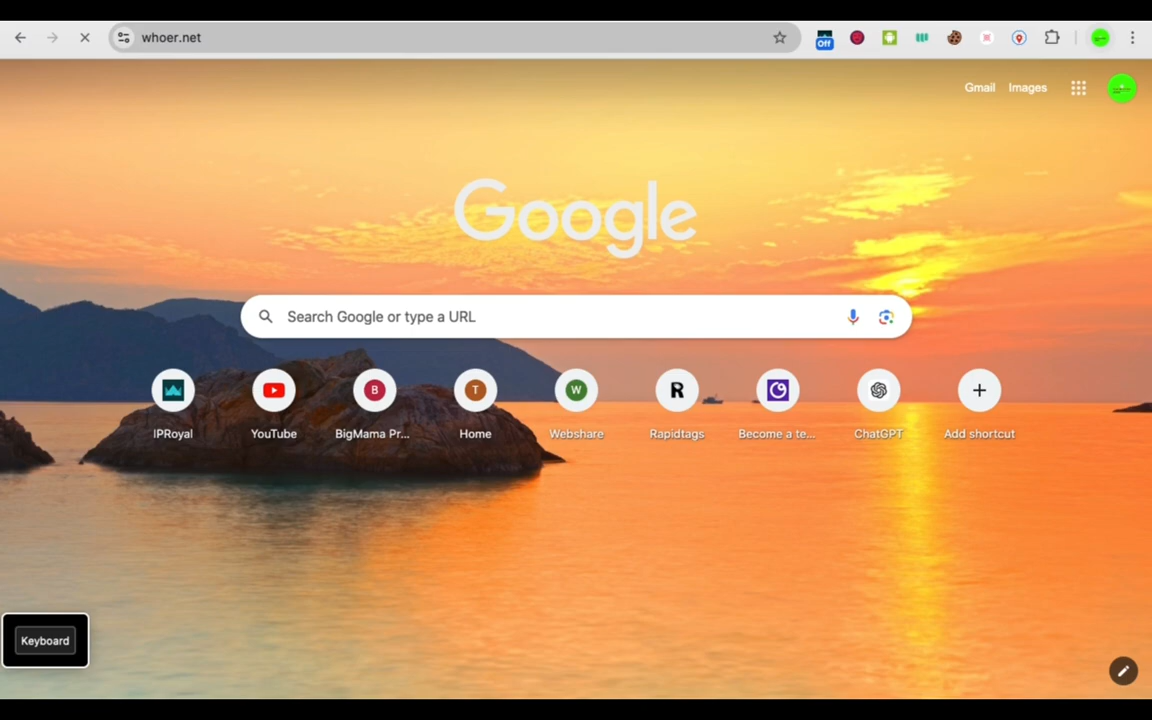 whoer.net
Off
Gmail Images
Google
Search Google or type a URL
B T W R
IPRoyal YouTube BigMama Pr... Home Webshare Rapidtags Become a te... ChatGPT Add shortcut
Keyboard